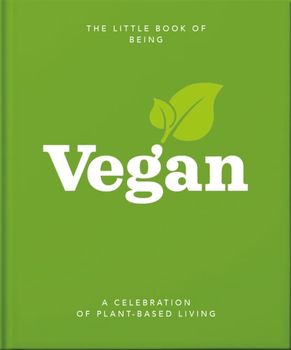 THE LITTLE BOOK OF
BEING
Vegan
A CELEBRATION
OF PLANT-BASED LIVING